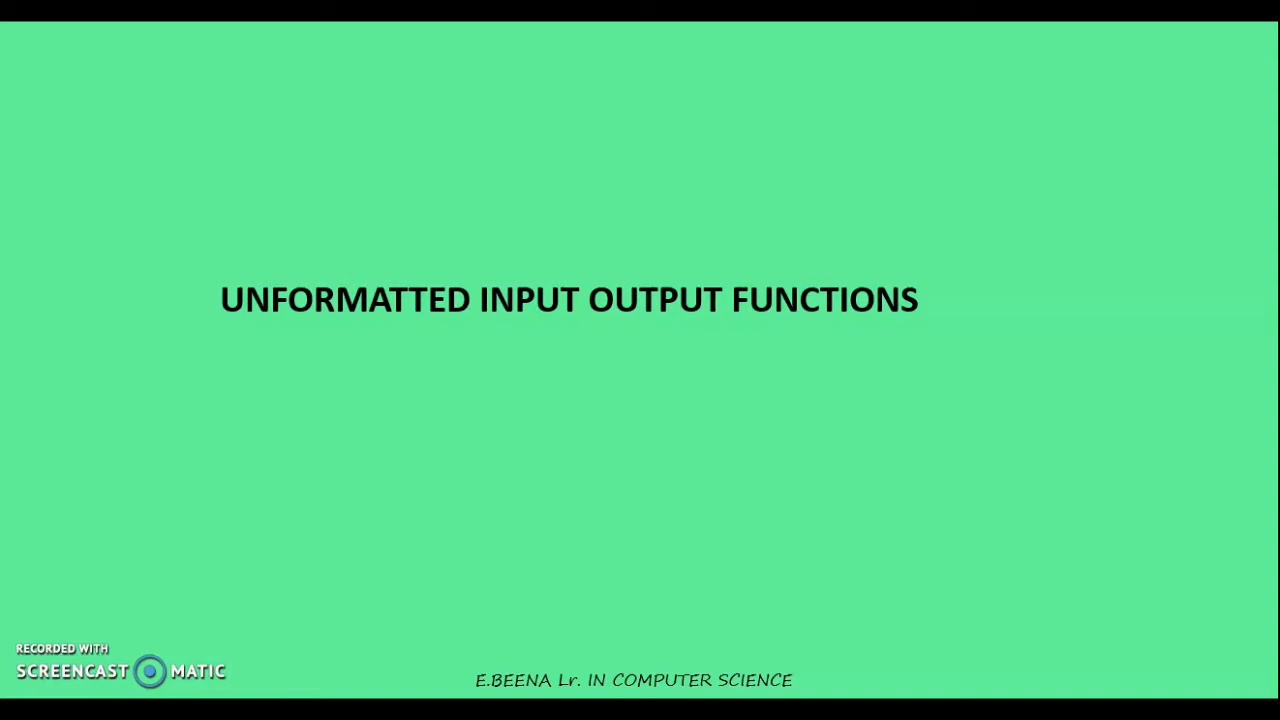 UNFORMATTED INPUT OUTPUT FUNCTIONS
RECORDED WITH
SCREENCAST MATIC
E.BEENA Lr. IN COMPUTER SCIENCE